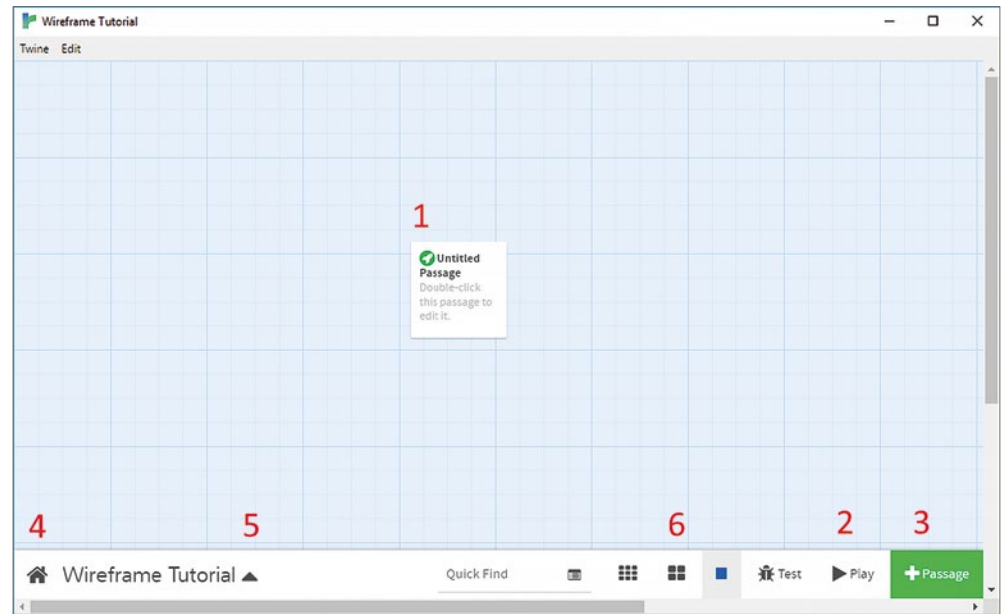 Wireframe Tutorial
Twine Edit
1
Untitled
Passage
Double-click
this passage to
edit it.
4 5 6 2 3
Wireframe Tutorial Quick Find Test Play Passage